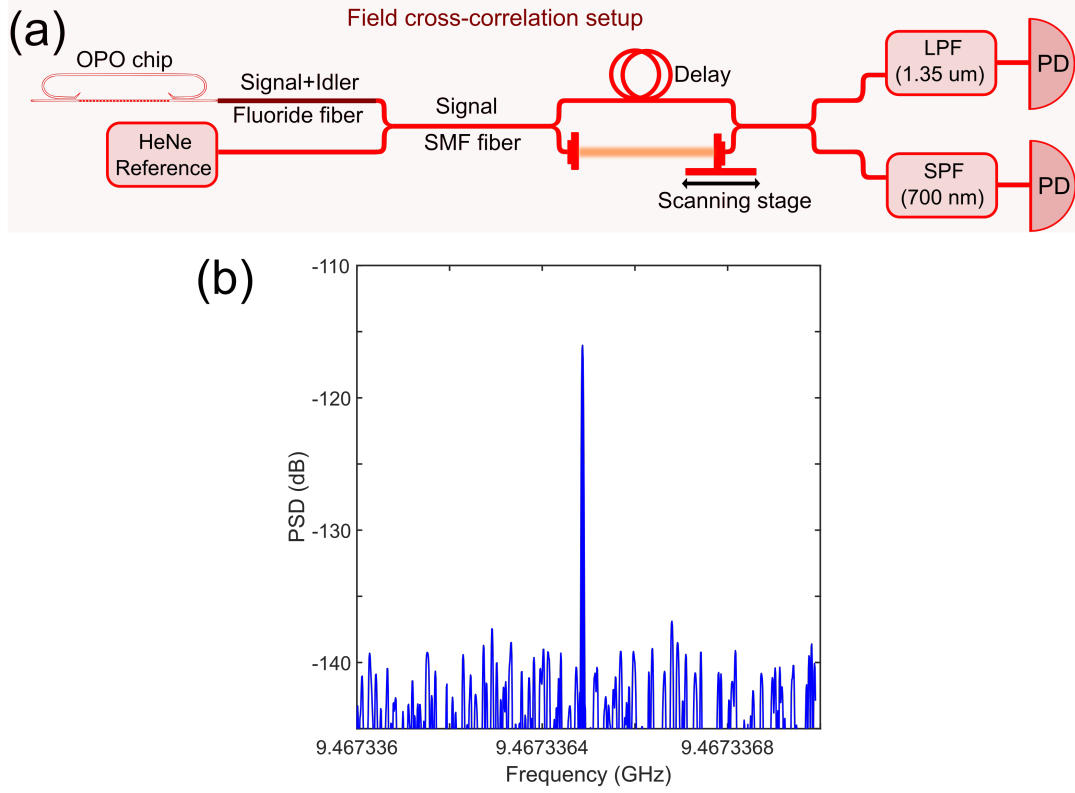 (a)
Field cross-correlation setup
OPO chip
Signal+Idler
Fluoride fiber
HeNe
Reference
Signal
SMF fiber
Delay
Scanning stage
LPF
(1.35 um)
PD
SPF
(700 nm)
PD
(b)
-110
-120
-130
-140
PSD (dB)
9.467336
9.4673364
9.4673368
Frequency (GHz)